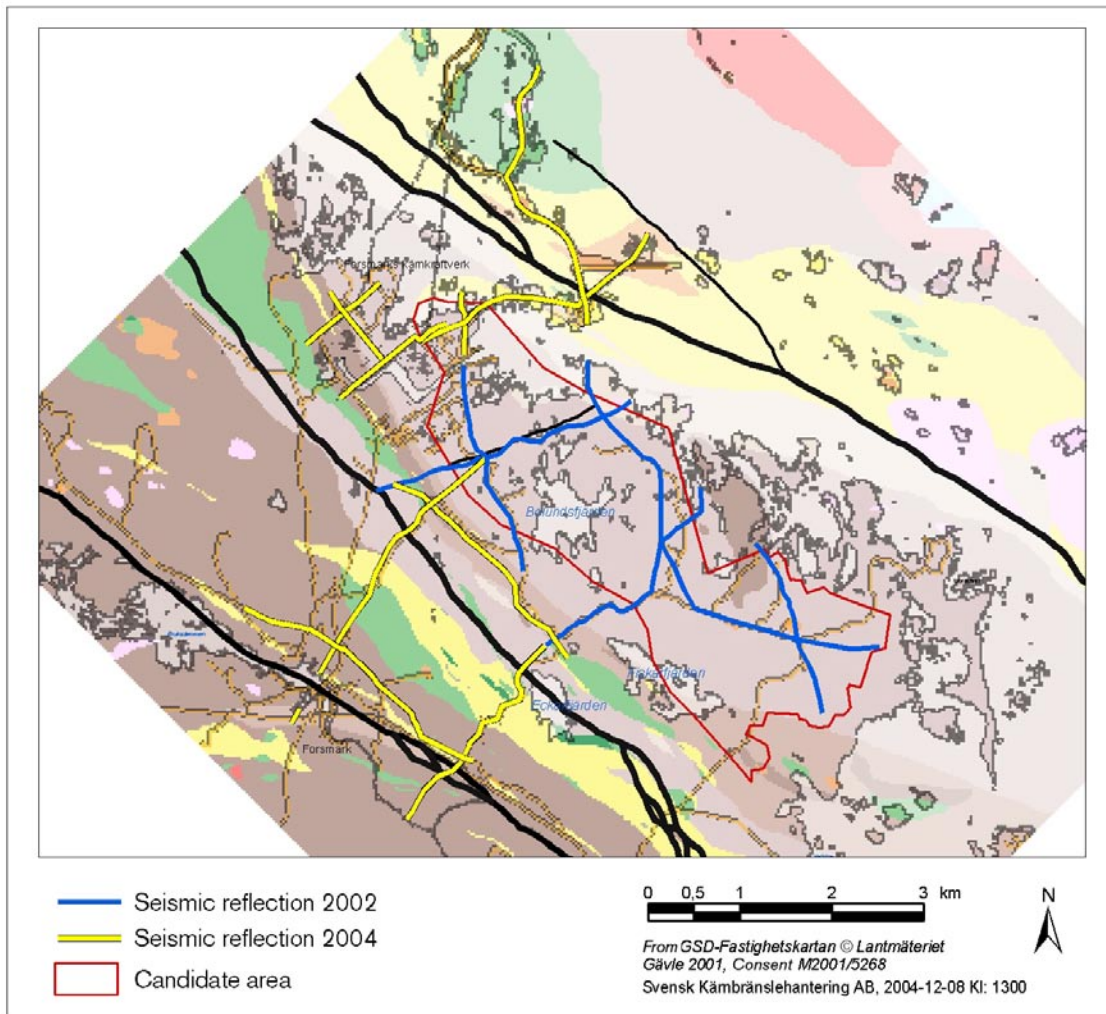 Forsmarks Kärnkraftverk
Bolundsfjärden
Fiskarfjärden
Eckarfjärden
Forsmark
Seismic reflection 2002
Seismic reflection 2004
Candidate area
0 0,5 1 2 3 km
N
From GSD-Fastighetskartan © Lantmäteriet
Gävle 2001, Consent M2001/5268
Svensk Kärnbränslehantering AB, 2004-12-08 Kl: 1300